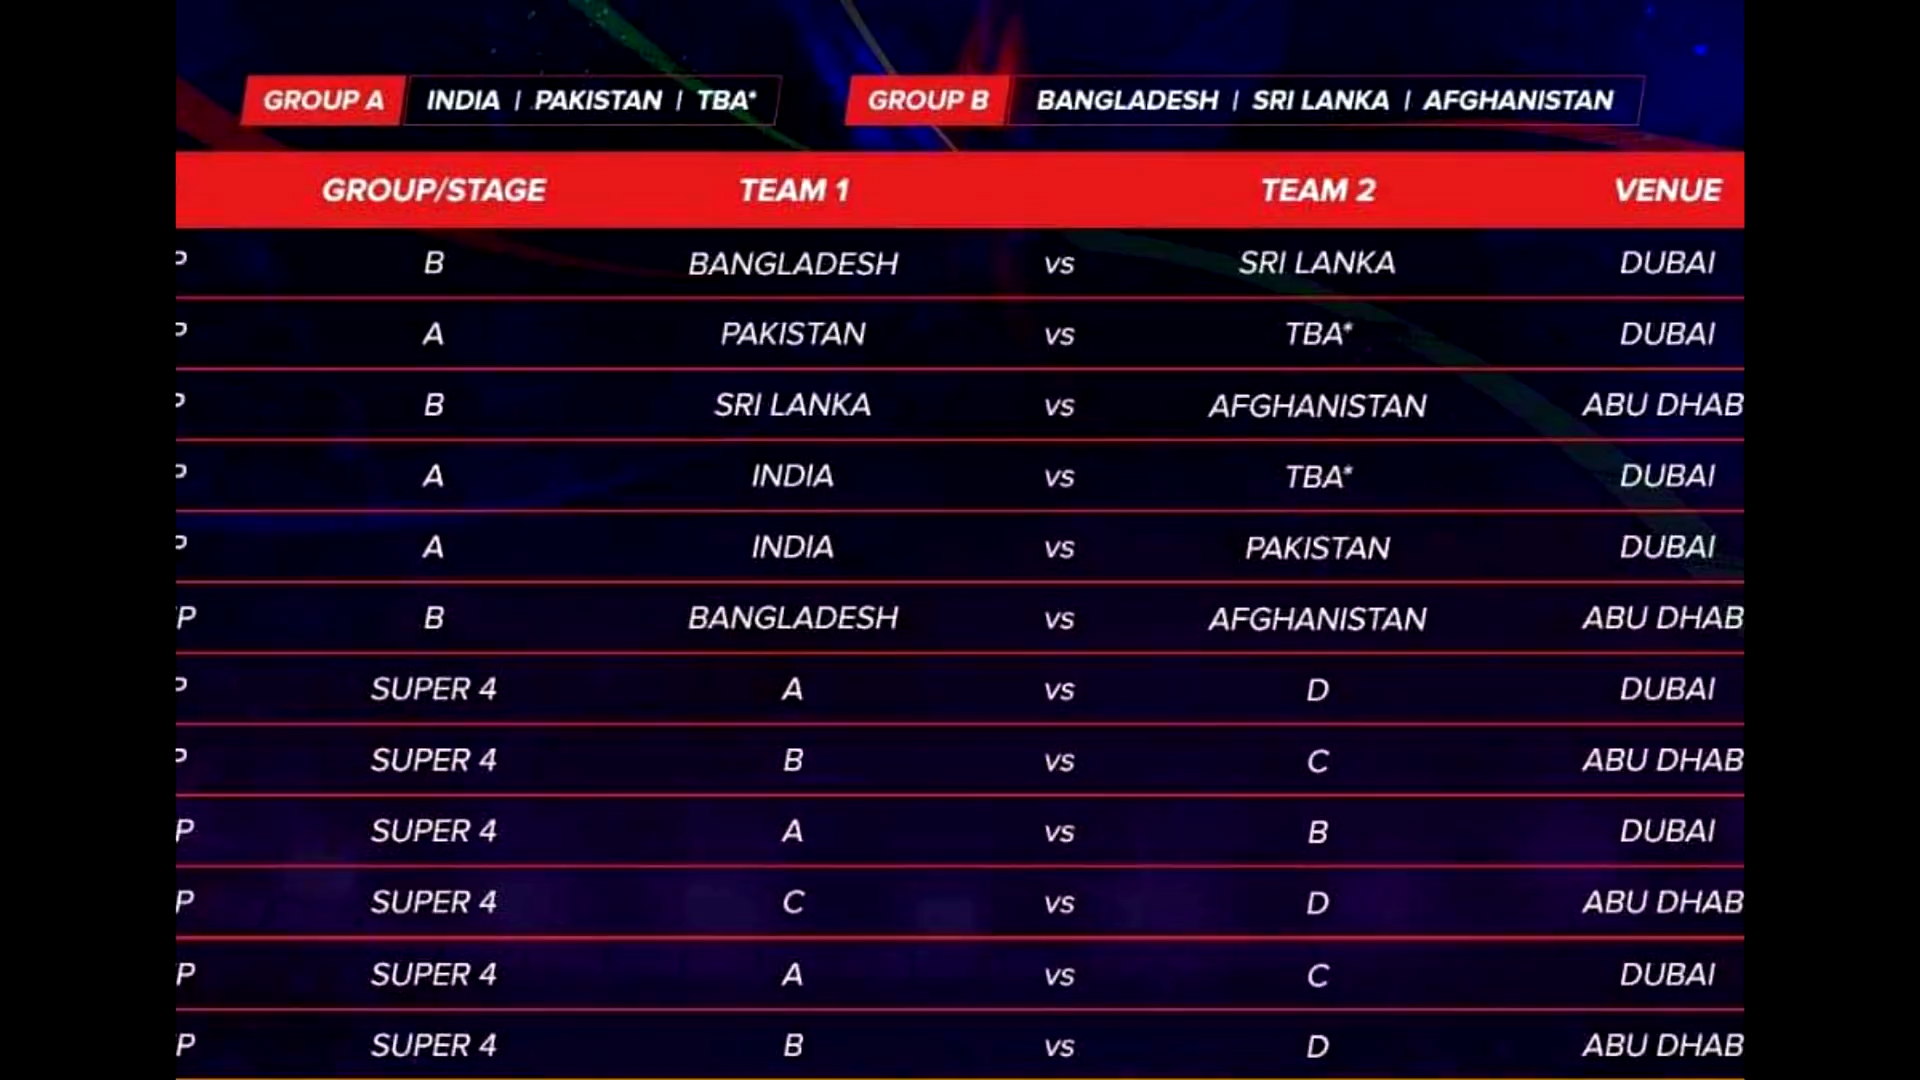 GROUP A INDIA | PAKISTAN | TBA* GROUP B BANGLADESH | SRI LANKA | AFGHANISTAN
GROUP/STAGE TEAM 1 TEAM 2 VENUE
P B BANGLADESH vs SRI LANKA DUBAI
P A PAKISTAN vs TBA* DUBAI
P B SRI LANKA vs AFGHANISTAN ABU DHAB
P A INDIA vs TBA* DUBAI
P A INDIA vs PAKISTAN DUBAI
P B BANGLADESH vs AFGHANISTAN ABU DHAB
P SUPER 4 A vs D DUBAI
P SUPER 4 B vs C ABU DHAB
P SUPER 4 A vs B DUBAI
P SUPER 4 C vs D ABU DHAB
P SUPER 4 A vs C DUBAI
P SUPER 4 B vs D ABU DHAB